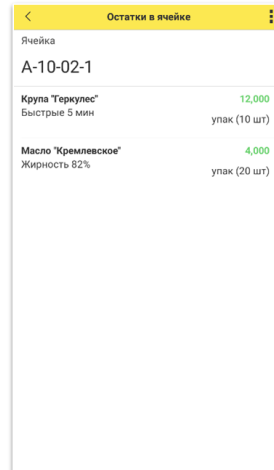 Остатки в ячейке
Ячейка
А-10-02-1
Крупа "Геркулес" 12,000
Быстрые 5 мин
упак (10 шт)
Масло "Кремлевское" 4,000
Жирность 82%
упак (20 шт)